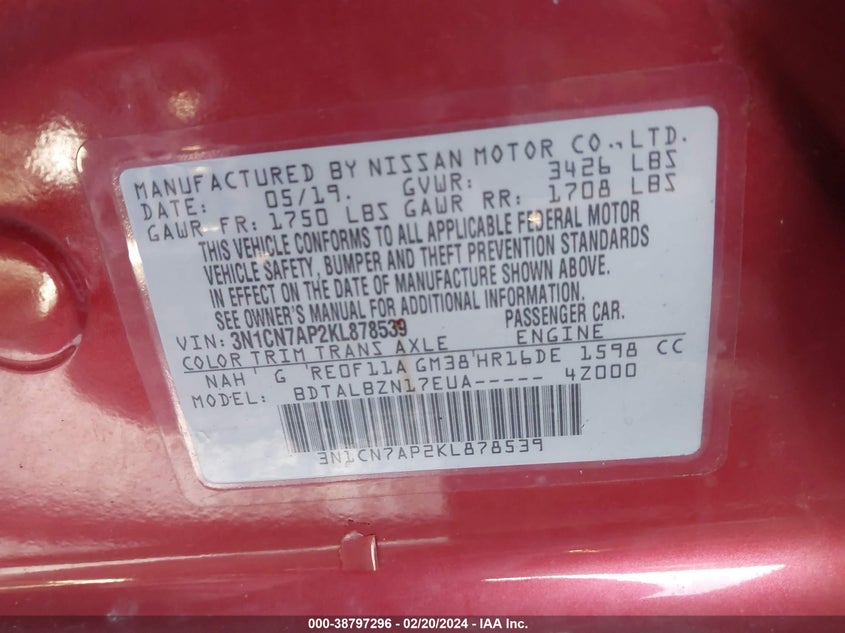 MANUFACTURED BY NISSAN MOTOR CO.,LTD.
DATE: 05/19. GVWR: 3426 LBS
GAWR FR: 1750 LBS GAWR RR: 1708 LBS
THIS VEHICLE CONFORMS TO ALL APPLICABLE FEDERAL MOTOR
VEHICLE SAFETY, BUMPER AND THEFT PREVENTION STANDARDS
IN EFFECT ON THE DATE OF MANUFACTURE SHOWN ABOVE.
SEE OWNER'S MANUAL FOR ADDITIONAL INFORMATION.
VIN: 3N1CN7AP2KL878539 PASSENGER CAR.
COLOR TRIM TRANS AXLE ENGINE
NAH' G 'RE0F11A GM38'HR16DE 1598 CC
MODEL: BDTALBZN17EUA----- 4Z000
3N1CN7AP2KL878539
000-38797296 - 02/20/2024 - IAA Inc.